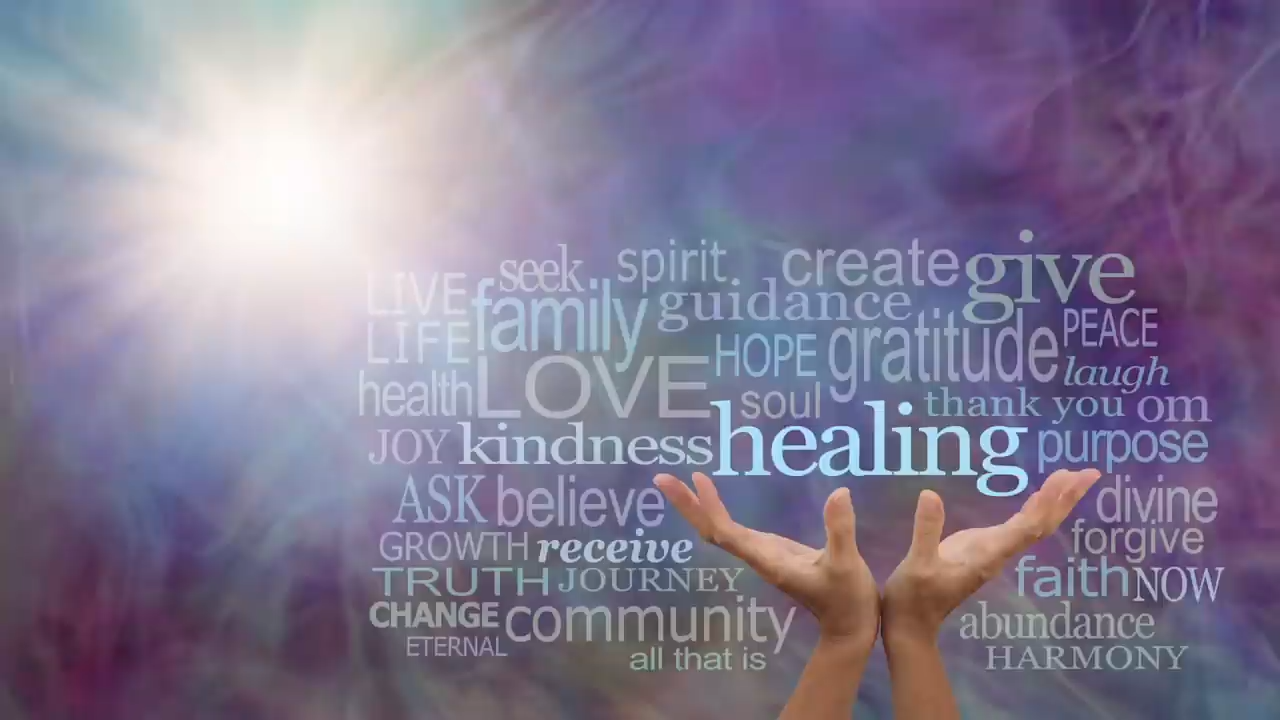 seek spirit create give
LIVE family guidance
LIFE HOPE gratitude PEACE
health LOVE soul laugh
thank you om
JOY kindness healing purpose
ASK believe divine
GROWTH receive forgive
TRUTH JOURNEY faith NOW
CHANGE community abundance
ETERNAL all that is HARMONY